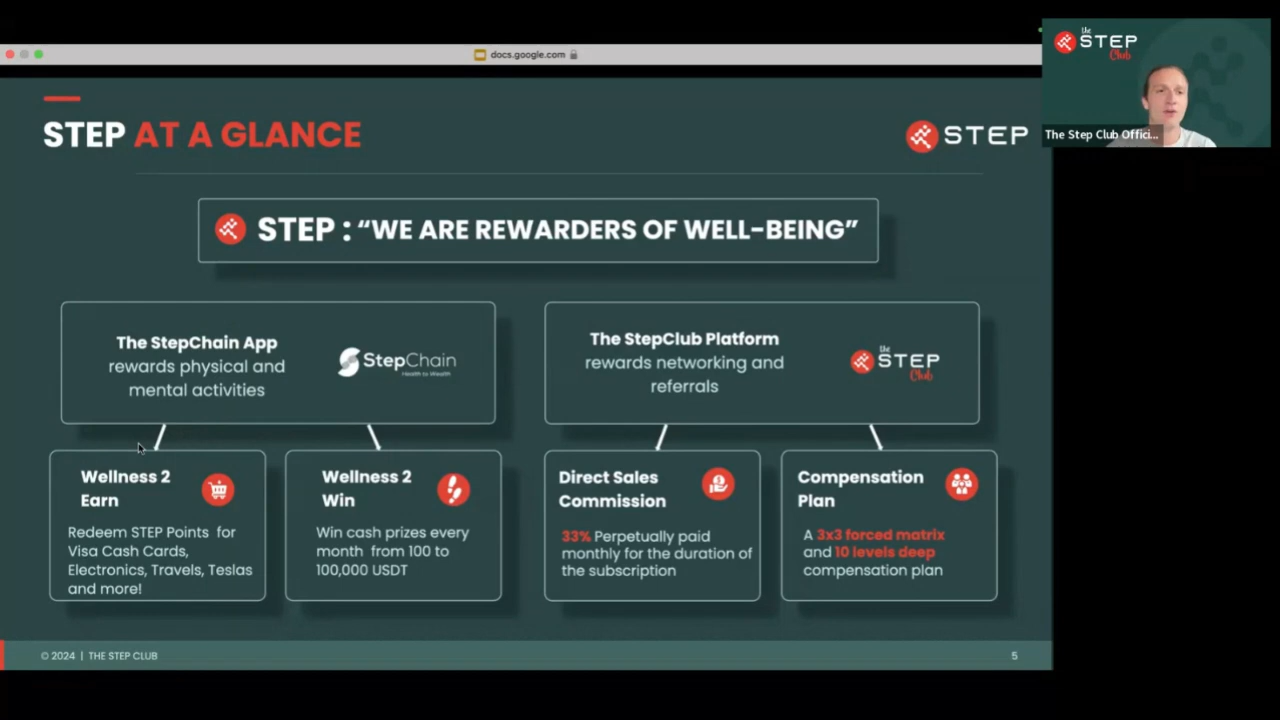 docs.google.com
the
STEP
Club
The Step Club Offici...
STEP AT A GLANCE
STEP
STEP : “WE ARE REWARDERS OF WELL-BEING”
The StepChain App
rewards physical and
mental activities
StepChain
Health to Wealth
The StepClub Platform
rewards networking and
referrals
the
STEP
Club
Wellness 2
Earn
Redeem STEP Points for
Visa Cash Cards,
Electronics, Travels, Teslas
and more!
Wellness 2
Win
Win cash prizes every
month from 100 to
100,000 USDT
Direct Sales
Commission
33% Perpetually paid
monthly for the duration of
the subscription
Compensation
Plan
A 3x3 forced matrix
and 10 levels deep
compensation plan
© 2024 | THE STEP CLUB
5